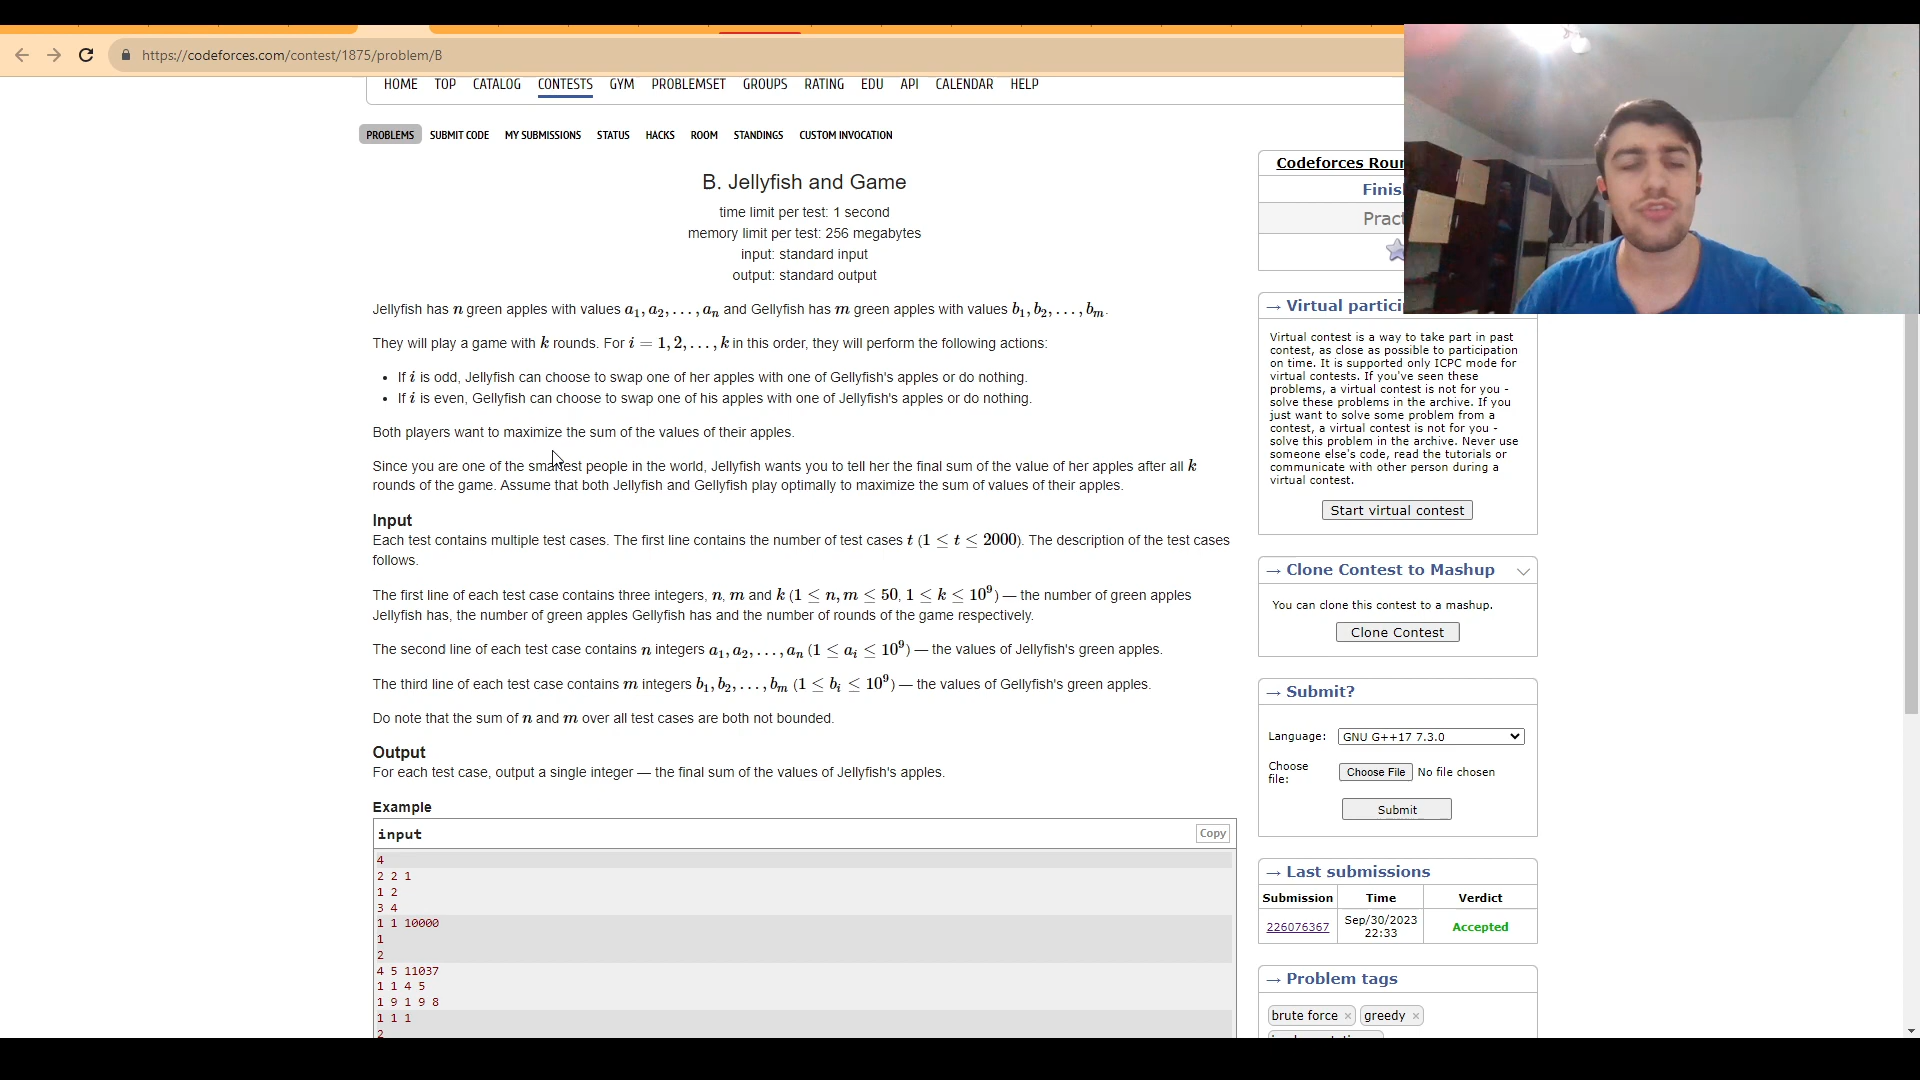 https://codeforces.com/contest/1875/problem/B
HOME TOP CATALOG CONTESTS GYM PROBLEMSET GROUPS RATING EDU API CALENDAR HELP
PROBLEMS SUBMIT CODE MY SUBMISSIONS STATUS HACKS ROOM STANDINGS CUSTOM INVOCATION
B. Jellyfish and Game
time limit per test: 1 second
memory limit per test: 256 megabytes
input: standard input
output: standard output
Jellyfish has n green apples with values a1, a2, . . . , an and Gellyfish has m green apples with values b1, b2, . . . , bm.
They will play a game with k rounds. For i = 1, 2, . . . , k in this order, they will perform the following actions:
• If i is odd, Jellyfish can choose to swap one of her apples with one of Gellyfish's apples or do nothing.
• If i is even, Gellyfish can choose to swap one of his apples with one of Jellyfish's apples or do nothing.
Both players want to maximize the sum of the values of their apples.
Since you are one of the smartest people in the world, Jellyfish wants you to tell her the final sum of the value of her apples after all k
rounds of the game. Assume that both Jellyfish and Gellyfish play optimally to maximize the sum of values of their apples.
Input
Each test contains multiple test cases. The first line contains the number of test cases t (1 ≤ t ≤ 2000). The description of the test cases
follows.
The first line of each test case contains three integers, n, m and k (1 ≤ n, m ≤ 50, 1 ≤ k ≤ 10^9) — the number of green apples
Jellyfish has, the number of green apples Gellyfish has and the number of rounds of the game respectively.
The second line of each test case contains n integers a1, a2, . . . , an (1 ≤ ai ≤ 10^9) — the values of Jellyfish's green apples.
The third line of each test case contains m integers b1, b2, . . . , bm (1 ≤ bi ≤ 10^9) — the values of Gellyfish's green apples.
Do note that the sum of n and m over all test cases are both not bounded.
Output
For each test case, output a single integer — the final sum of the values of Jellyfish's apples.
Example
input Copy
4
2 2 1
1 2
3 4
1 1 10000
1
2
4 5 11037
1 1 4 5
1 9 1 9 8
1 1 1
2
Codeforces Roun
Finis
Pract
→ Virtual partici
Virtual contest is a way to take part in past
contest, as close as possible to participation
on time. It is supported only ICPC mode for
virtual contests. If you've seen these
problems, a virtual contest is not for you -
solve these problems in the archive. If you
just want to solve some problem from a
contest, a virtual contest is not for you -
solve this problem in the archive. Never use
someone else's code, read the tutorials or
communicate with other person during a
virtual contest.
Start virtual contest
→ Clone Contest to Mashup
You can clone this contest to a mashup.
Clone Contest
→ Submit?
Language: GNU G++17 7.3.0
Choose
file: Choose File No file chosen
Submit
→ Last submissions
Submission Time Verdict
226076367 Sep/30/2023
22:33 Accepted
→ Problem tags
brute force × greedy ×